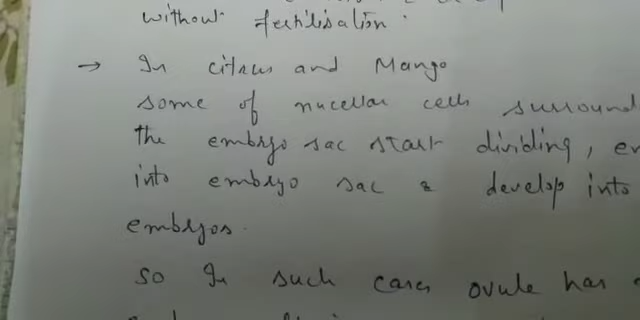 without fertilisation.
→ In citrus and Mango
some of nucellar cells surround
the embryo sac start dividing, en
into embryo sac & develop into
embryos.
so In such cases ovule has